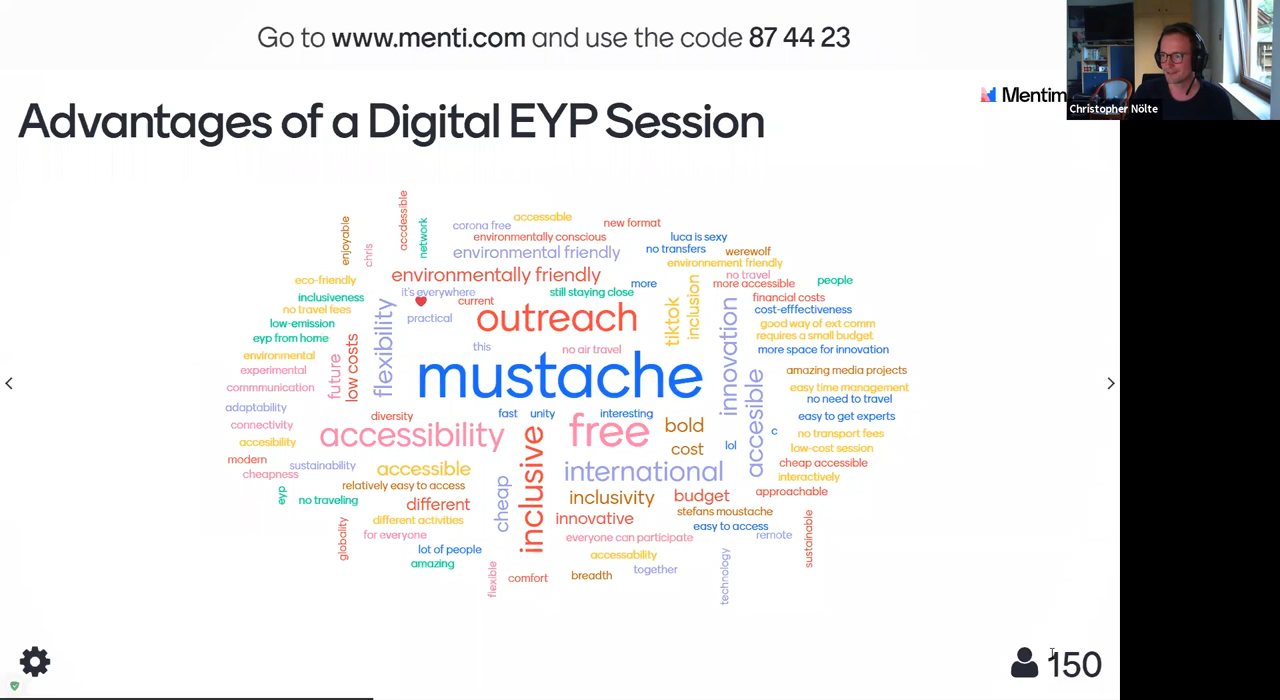 Go to www.menti.com and use the code 87 44 23
Mentim
Christopher Nölte
Advantages of a Digital EYP Session
accdessible
enjoyable
network
chris
corona free
accessable
new format
environmentally conscious
luca is sexy
environmental friendly
no transfers
werewolf
environnement friendly
environmentally friendly
no travel
eco-friendly
more
more accessible
people
it's everywhere
still staying close
inclusiveness
❤
current
financial costs
no travel fees
practical
outreach
tiktok
inclusion
cost-efffectiveness
low-emission
flexibility
innovation
good way of ext comm
eyp from home
requires a small budget
this
no air travel
more space for innovation
environmental
low costs
future
mustache
experimental
amazing media projects
commmunication
easy time management
no need to travel
adaptability
diversity
fast
unity
interesting
accesible
easy to get experts
connectivity
accessibility
free
bold
c
no transport fees
accesibility
cost
lol
low-cost session
modern
sustainability
accessible
inclusive
international
cheap accessible
cheapness
interactively
relatively easy to access
cheap
eyp
no traveling
different
inclusivity
budget
approachable
stefans moustache
different activities
innovative
easy to access
globality
for everyone
everyone can participate
remote
sustainable
lot of people
accessability
amazing
together
flexible
comfort
breadth
technology
150